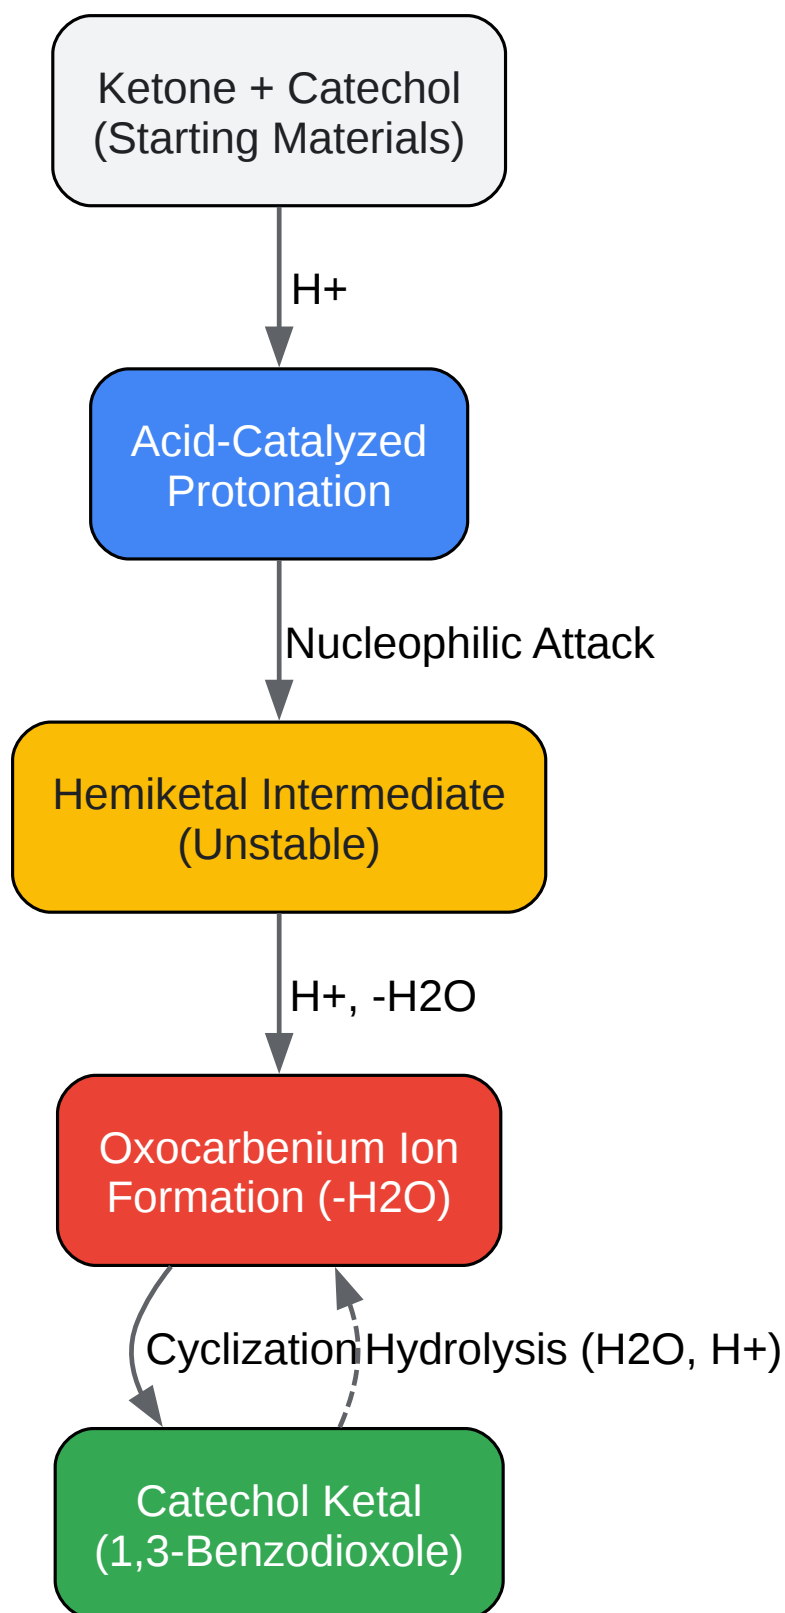 Ketone + Catechol
(Starting Materials)
H+
Acid-Catalyzed
Protonation
Nucleophilic Attack
Hemiketal Intermediate
(Unstable)
H+, -H2O
Oxocarbenium Ion
Formation (-H2O)
Cyclization
Hydrolysis (H2O, H+)
Catechol Ketal
(1,3-Benzodioxole)